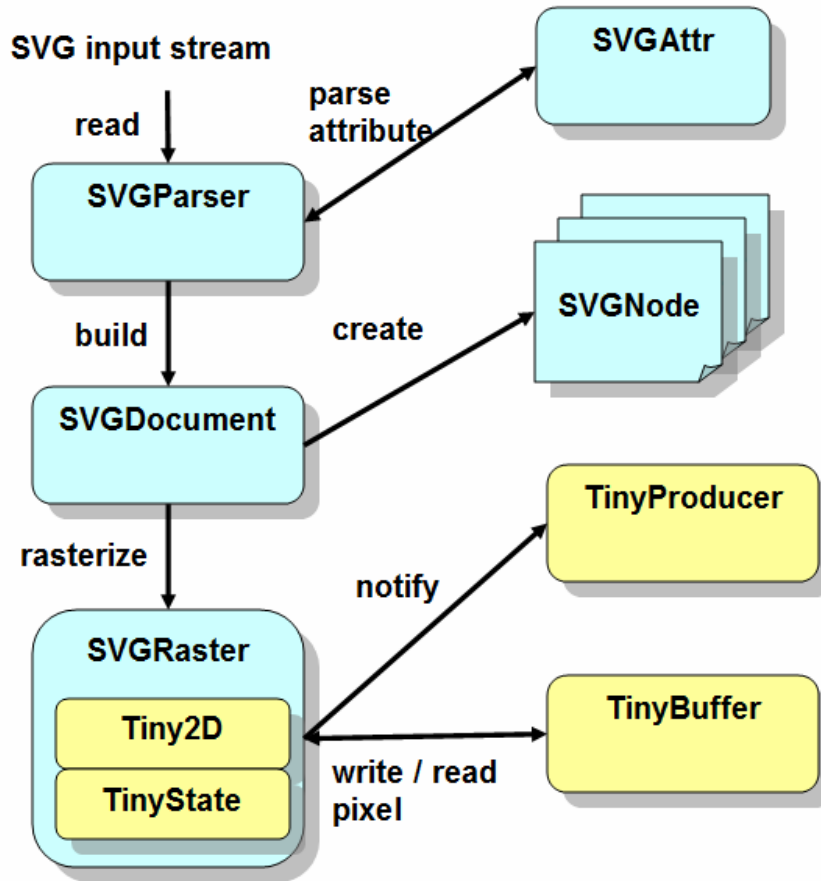 SVG input stream
SVGAttr
parse
attribute
read
SVGParser
SVGNode
build
create
SVGDocument
TinyProducer
rasterize
notify
SVGRaster
TinyBuffer
Tiny2D
write / read
pixel
TinyState